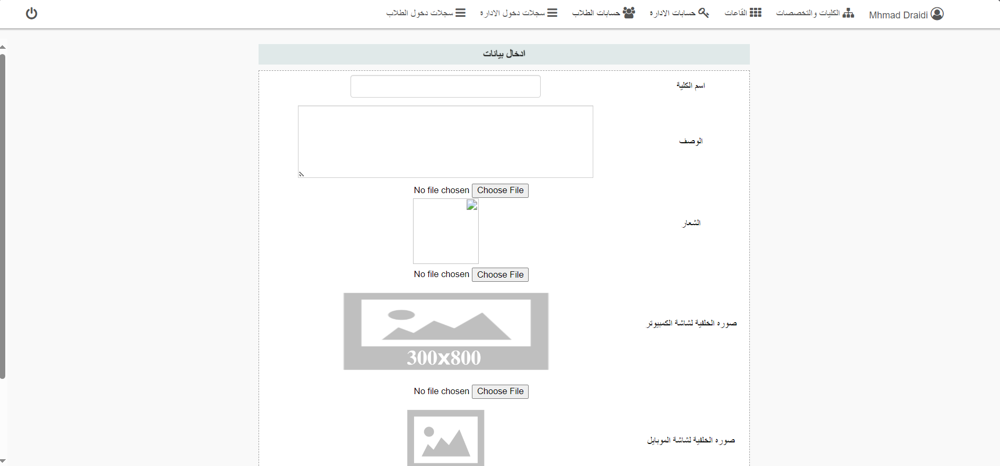 Mhmad Draidi
الكليات والتخصصات
القاعات
حسابات الادارة
حسابات الطلاب
سجلات دخول الادارة
سجلات دخول الطلاب
ادخال بيانات
اسم الكلية
الوصف
Choose File No file chosen
الشعار
Choose File No file chosen
صوره الخلفية لشاشة الكمبيوتر
300x800
Choose File No file chosen
صوره الخلفية لشاشة الموبايل